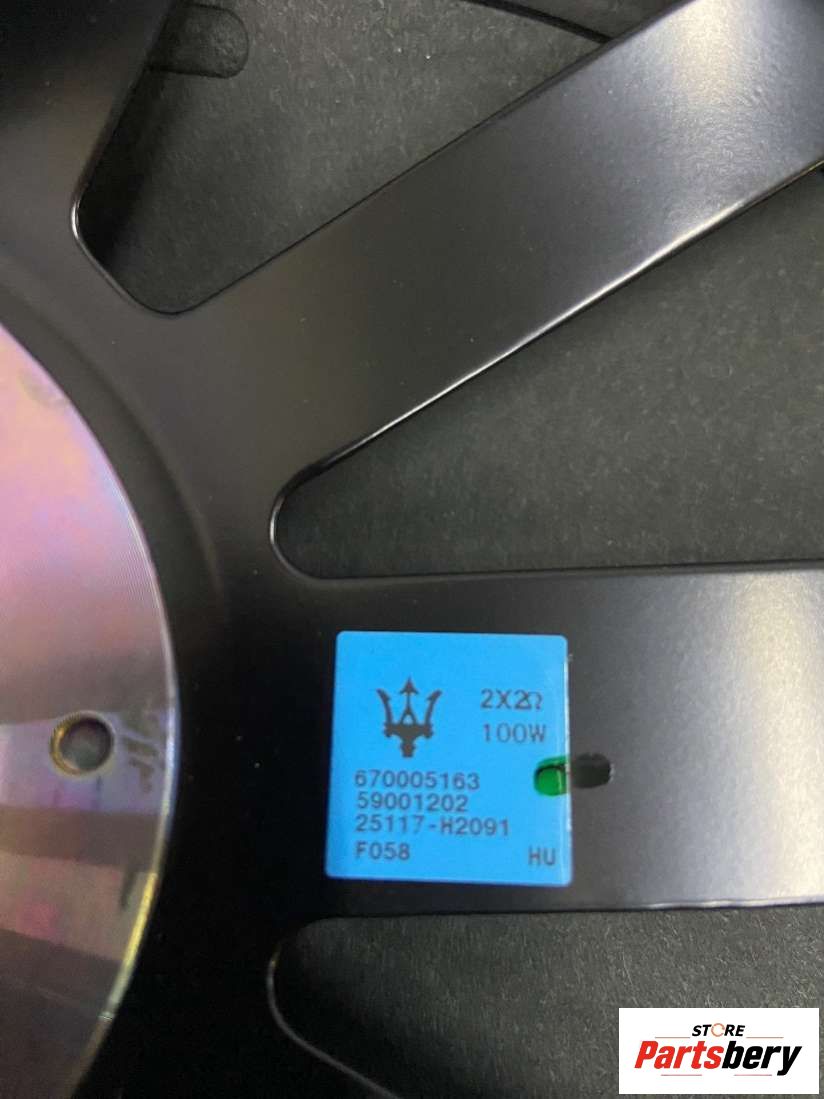 2X2Ω
100W
670005163
59001202
25117-H2091
F058 HU
STORE
Partsbery